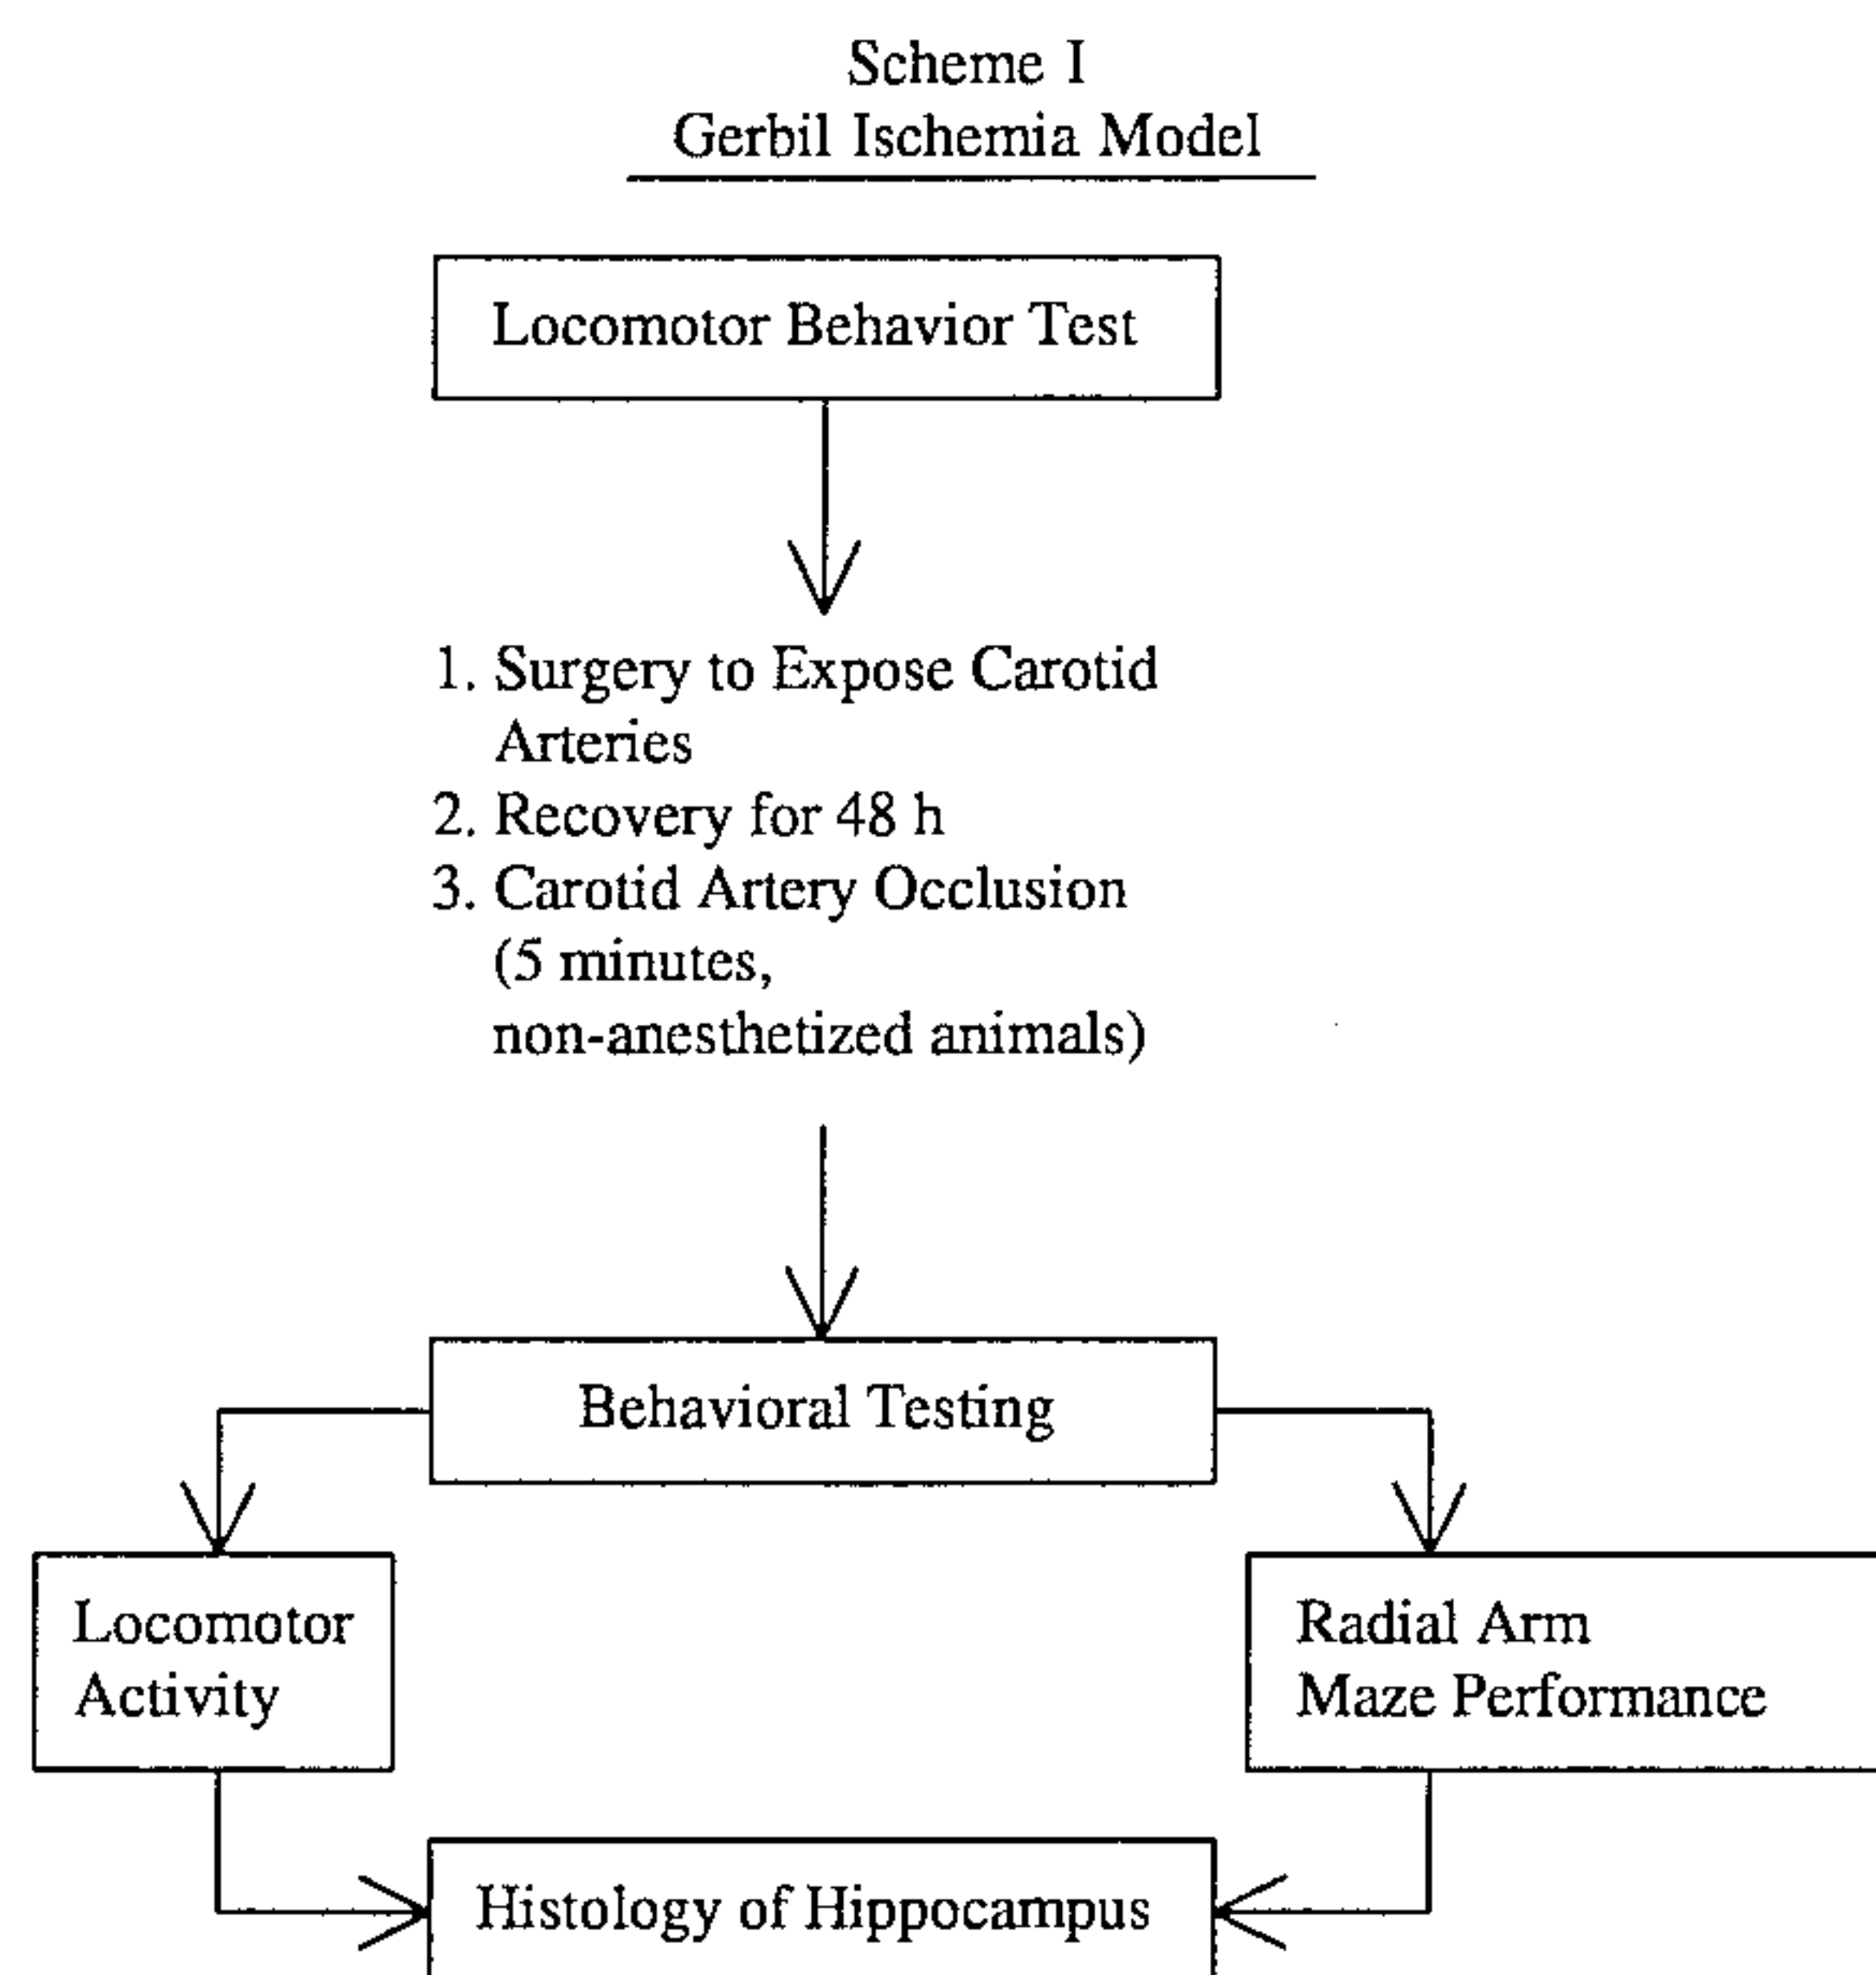 Scheme I
Gerbil Ischemia Model
Locomotor Behavior Test
1. Surgery to Expose Carotid
Arteries
2. Recovery for 48 h
3. Carotid Artery Occlusion
(5 minutes,
non-anesthetized animals)
Behavioral Testing
Locomotor
Activity
Radial Arm
Maze Performance
Histology of Hippocampus